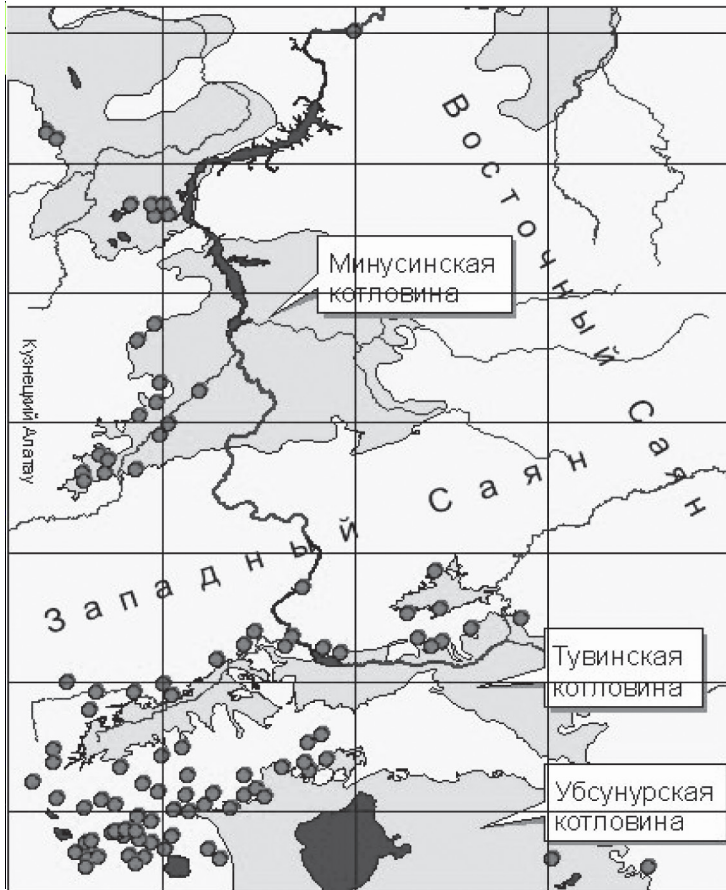 Восточный Саян
Минусинская
котловина
Кузнецкий Алатау
Западный Саян
Тувинская
котловина
Убсунурская
котловина